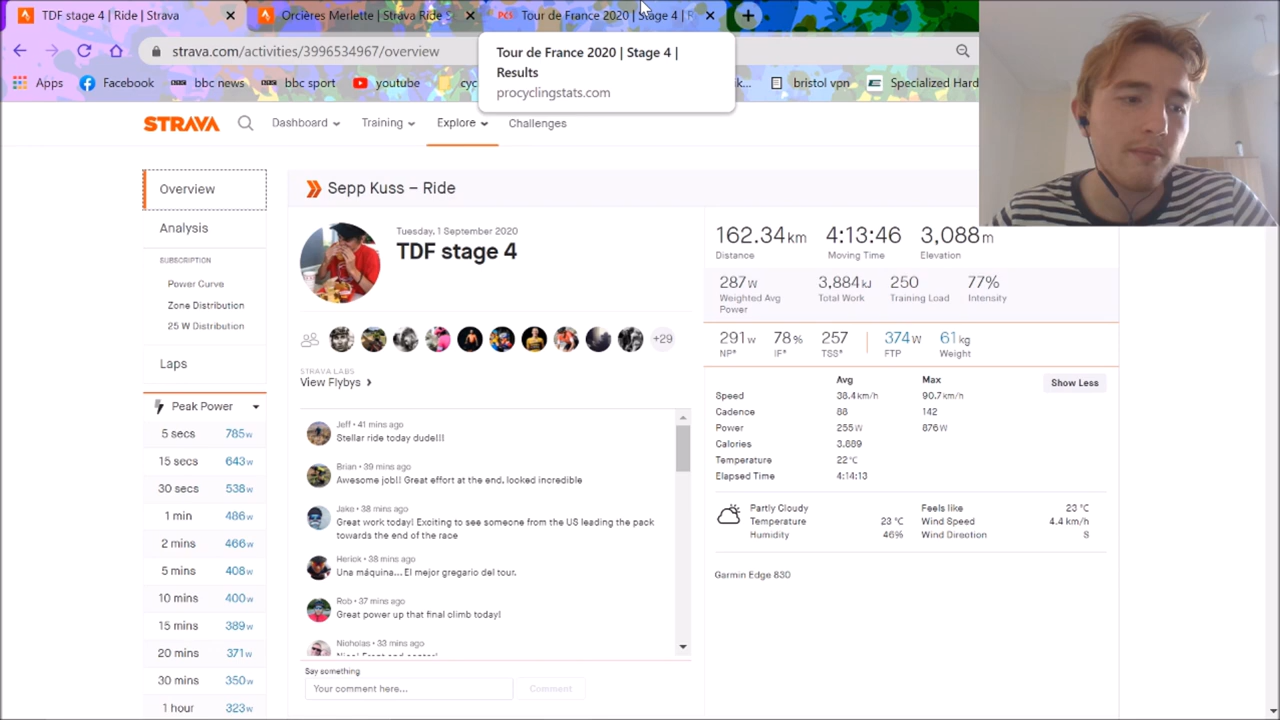 TDF stage 4 | Ride | Strava
Orcières Merlette | Strava Ride S
PCS Tour de France 2020 | Stage 4 | R
strava.com/activities/3996534967/overview
Tour de France 2020 | Stage 4 |
Results
procyclingstats.com
Apps Facebook bbc news bbc sport youtube cyc k... bristol vpn Specialized Hard
STRAVA Dashboard Training Explore Challenges
Overview
Analysis
SUBSCRIPTION
Power Curve
Zone Distribution
25 W Distribution
Laps
Peak Power
5 secs 785w
15 secs 643w
30 secs 538w
1 min 486w
2 mins 466w
5 mins 408w
10 mins 400w
15 mins 389w
20 mins 371w
30 mins 350w
1 hour 323w
Sepp Kuss – Ride
Tuesday, 1 September 2020
TDF stage 4
+29
STRAVA LABS
View Flybys
Jeff • 41 mins ago
Stellar ride today dude!!!
Brian • 39 mins ago
Awesome job!! Great effort at the end, looked incredible
Jake • 38 mins ago
Great work today! Exciting to see someone from the US leading the pack
towards the end of the race
Herick • 38 mins ago
Una máquina... El mejor gregario del tour.
Rob • 37 mins ago
Great power up that final climb today!
Nicholas • 33 mins ago
Say something
Your comment here...
Comment
162.34km 4:13:46 3,088m
Distance Moving Time Elevation
287W 3,884kJ 250 77%
Weighted Avg Power Total Work Training Load Intensity
291w 78% 257 374W 61kg
NP* IF* TSS* FTP Weight
Avg Max
Show Less
Speed 38.4km/h 90.7km/h
Cadence 88 142
Power 255W 876W
Calories 3,889
Temperature 22℃
Elapsed Time 4:14:13
Partly Cloudy Feels like 23 ℃
Temperature 23 ℃ Wind Speed 4.4 km/h
Humidity 46% Wind Direction S
Garmin Edge 830